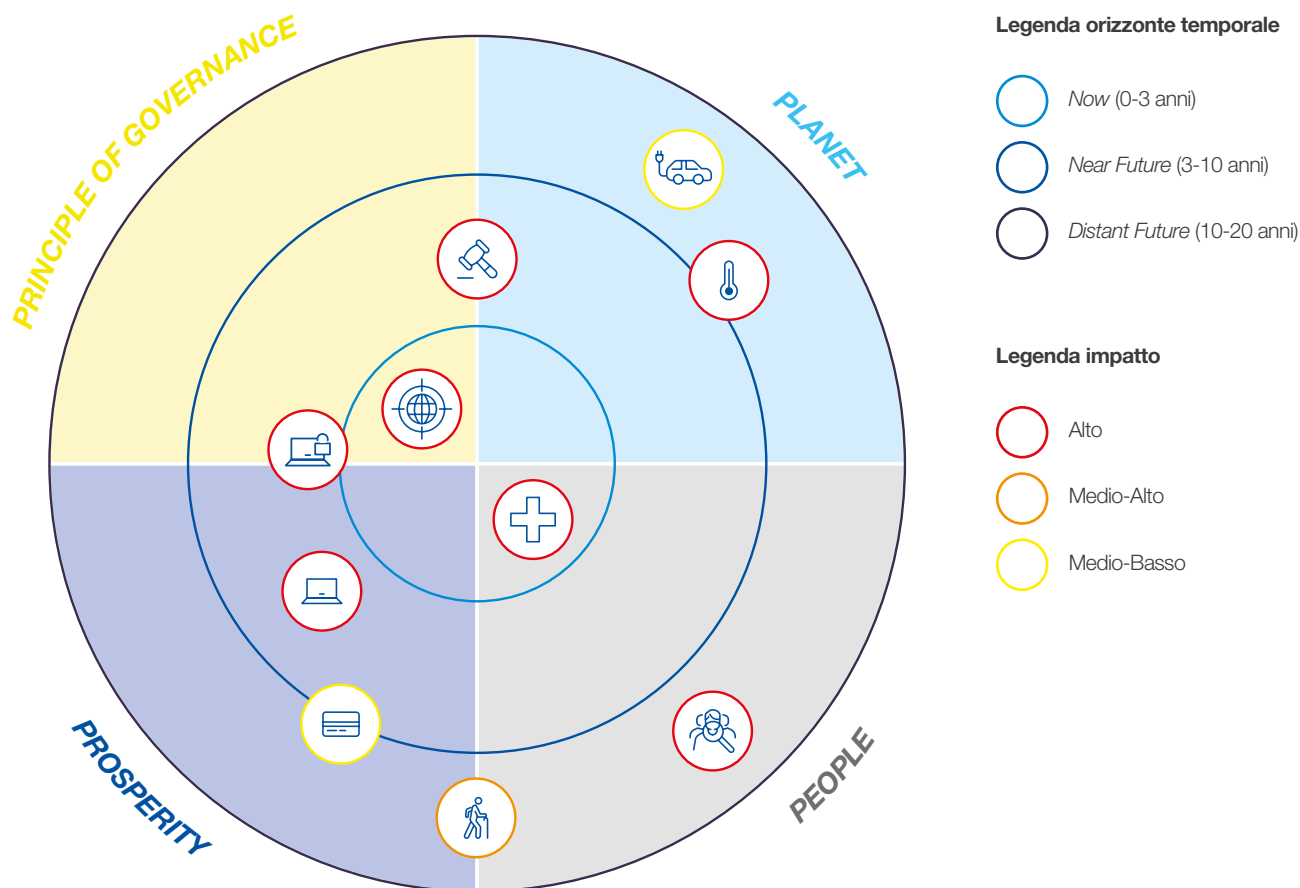 PRINCIPLE OF GOVERNANCE
PLANET
PROSPERITY
PEOPLE
Legenda orizzonte temporale
Now (0-3 anni)
Near Future (3-10 anni)
Distant Future (10-20 anni)
Legenda impatto
Alto
Medio-Alto
Medio-Basso